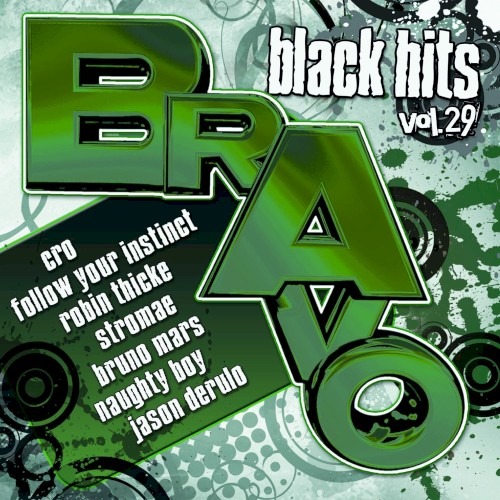 black hits
vol.29
BRAVO
cro
follow your instinct
robin thicke
stromae
bruno mars
naughty boy
jason derulo